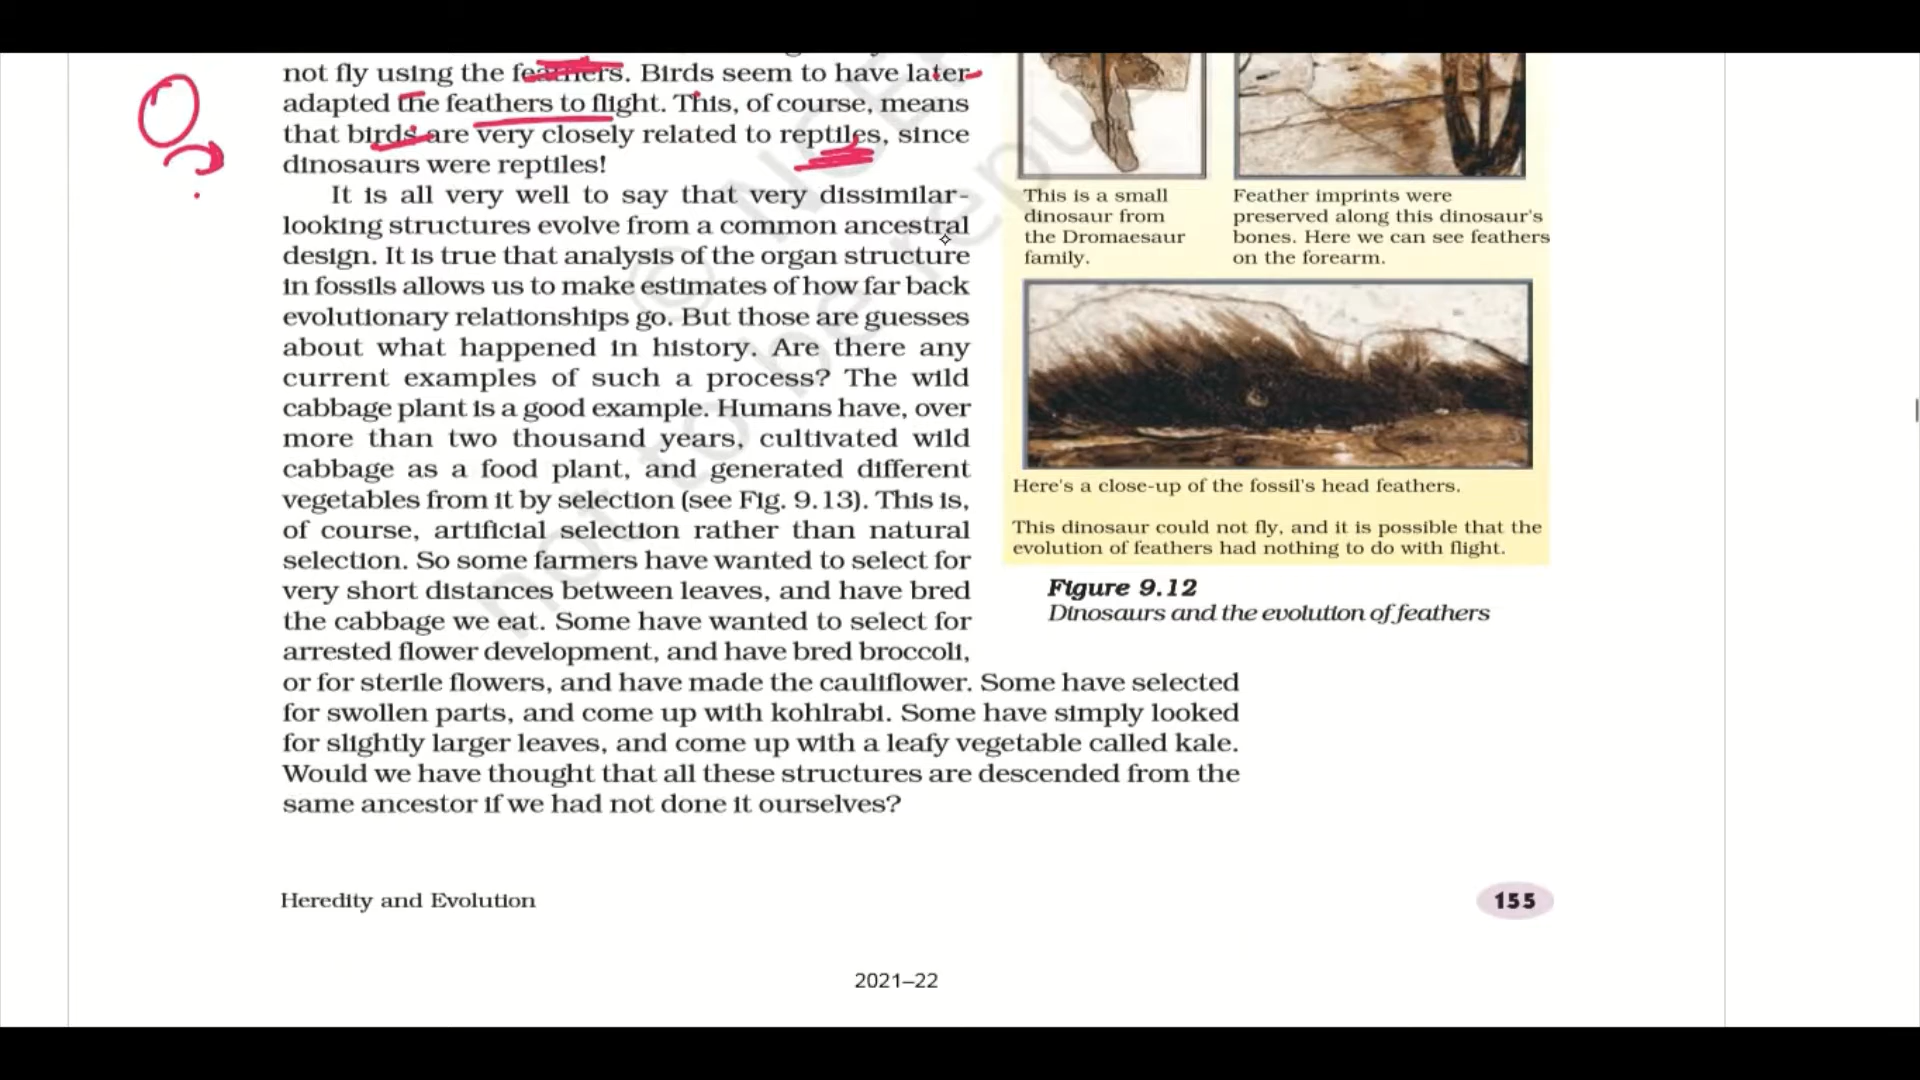 not fly using the feathers. Birds seem to have later
adapted the feathers to flight. This, of course, means
that birds are very closely related to reptiles, since
dinosaurs were reptiles!
It is all very well to say that very dissimilar-
looking structures evolve from a common ancestral
design. It is true that analysis of the organ structure
in fossils allows us to make estimates of how far back
evolutionary relationships go. But those are guesses
about what happened in history. Are there any
current examples of such a process? The wild
cabbage plant is a good example. Humans have, over
more than two thousand years, cultivated wild
cabbage as a food plant, and generated different
vegetables from it by selection (see Fig. 9.13). This is,
of course, artificial selection rather than natural
selection. So some farmers have wanted to select for
very short distances between leaves, and have bred
the cabbage we eat. Some have wanted to select for
arrested flower development, and have bred broccoli,
or for sterile flowers, and have made the cauliflower. Some have selected
for swollen parts, and come up with kohlrabi. Some have simply looked
for slightly larger leaves, and come up with a leafy vegetable called kale.
Would we have thought that all these structures are descended from the
same ancestor if we had not done it ourselves?
This is a small
dinosaur from
the Dromaesaur
family.
Feather imprints were
preserved along this dinosaur's
bones. Here we can see feathers
on the forearm.
Here's a close-up of the fossil's head feathers.
This dinosaur could not fly, and it is possible that the
evolution of feathers had nothing to do with flight.
Figure 9.12
Dinosaurs and the evolution of feathers
Heredity and Evolution
155
2021–22
not to be repu